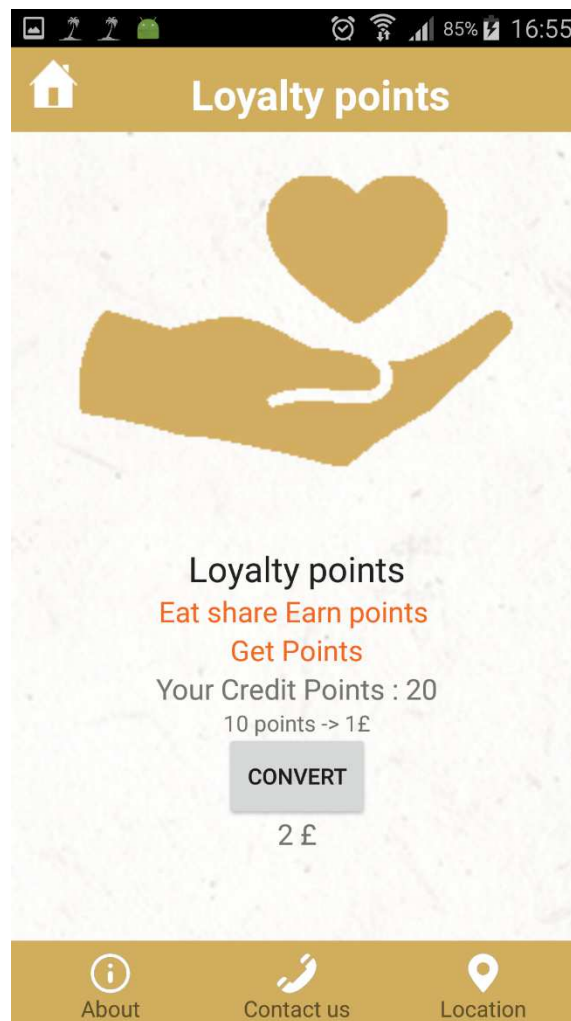 85% 16:55
Loyalty points
Loyalty points
Eat share Earn points
Get Points
Your Credit Points : 20
10 points -> 1£
CONVERT
2 £
About Contact us Location